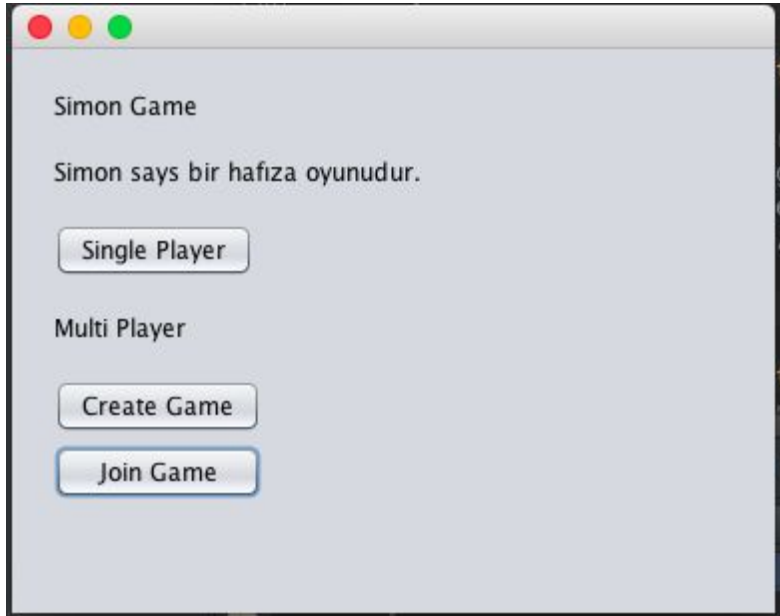 Simon Game
Simon says bir hafıza oyunudur.
Single Player
Multi Player
Create Game
Join Game